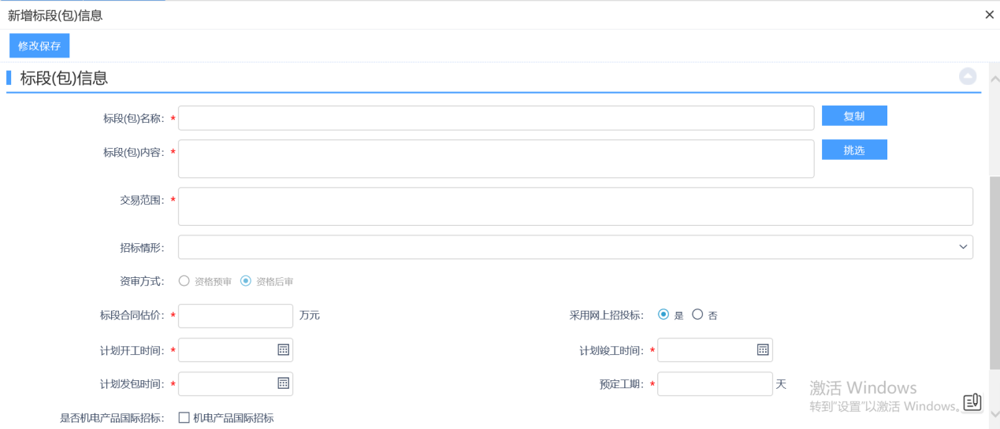 新增标段(包)信息
修改保存
标段(包)信息
标段(包)名称：* 复制
标段(包)内容：* 挑选
交易范围：*
招标情形：
资审方式： 资格预审 资格后审
标段合同估价：* 万元 采用网上招投标： 是 否
计划开工时间：* 计划竣工时间：*
计划发包时间：* 预定工期：* 天
激活 Windows
转到"设置"以激活 Windows。
是否机电产品国际招标： 机电产品国际招标